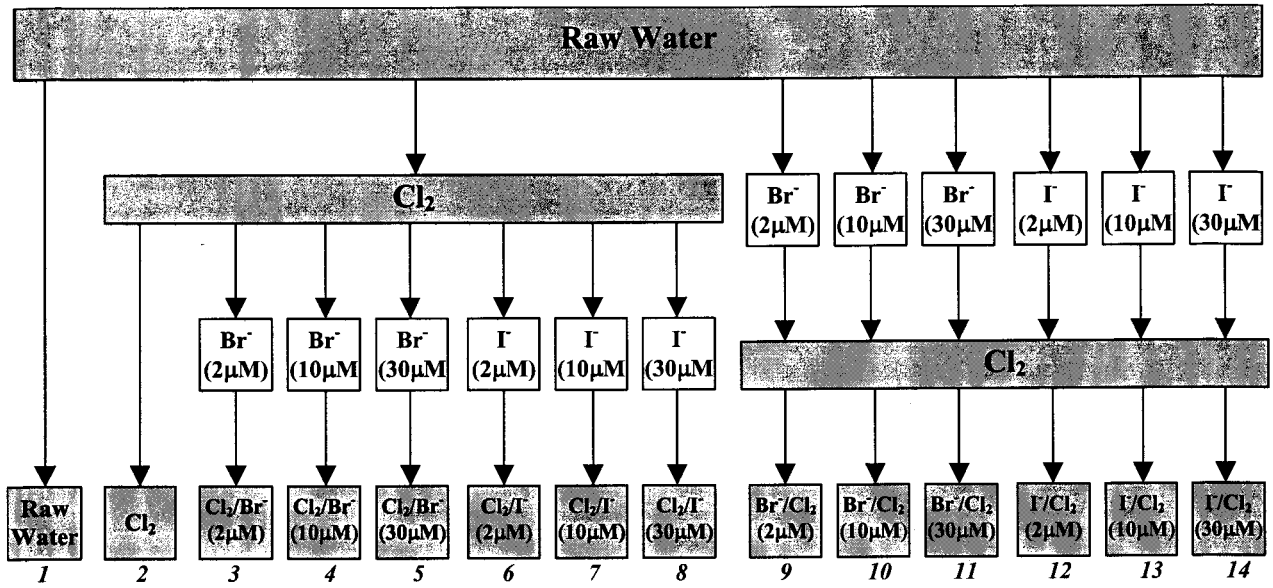 Raw Water
Cl₂
Br⁻
(2μM)
Br⁻
(10μM
Br⁻
(30μM
I⁻
(2μM)
I⁻
(10μM
I⁻
(30μM
Br⁻
(2μM)
Br⁻
(10μM
Br⁻
(30μM
I⁻
(2μM)
I⁻
(10μM
I⁻
(30μM
Cl₂
Raw
Water
Cl₂
Cl₂/Br⁻
(2μM)
Cl₂/Br⁻
(10μM)
Cl₂/Br⁻
(30μM)
Cl₂/I⁻
(2μM)
Cl₂/I⁻
(10μM)
Cl₂/I⁻
(30μM)
Br⁻/Cl₂
(2μM)
Br⁻/Cl₂
(10μM)
Br⁻/Cl₂
(30μM)
I⁻/Cl₂
(2μM)
I⁻/Cl₂
(10μM)
I⁻/Cl₂
(30μM)
1 2 3 4 5 6 7 8 9 10 11 12 13 14